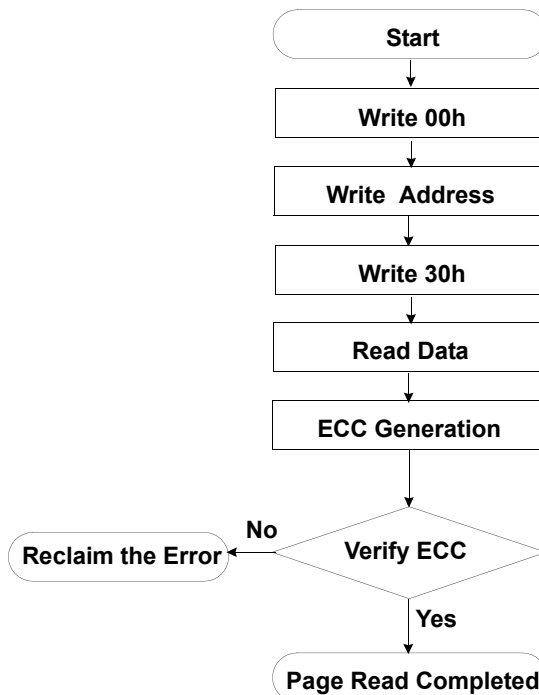 Start
Write 00h
Write Address
Write 30h
Read Data
ECC Generation
No
Reclaim the Error
Verify ECC
Yes
Page Read Completed